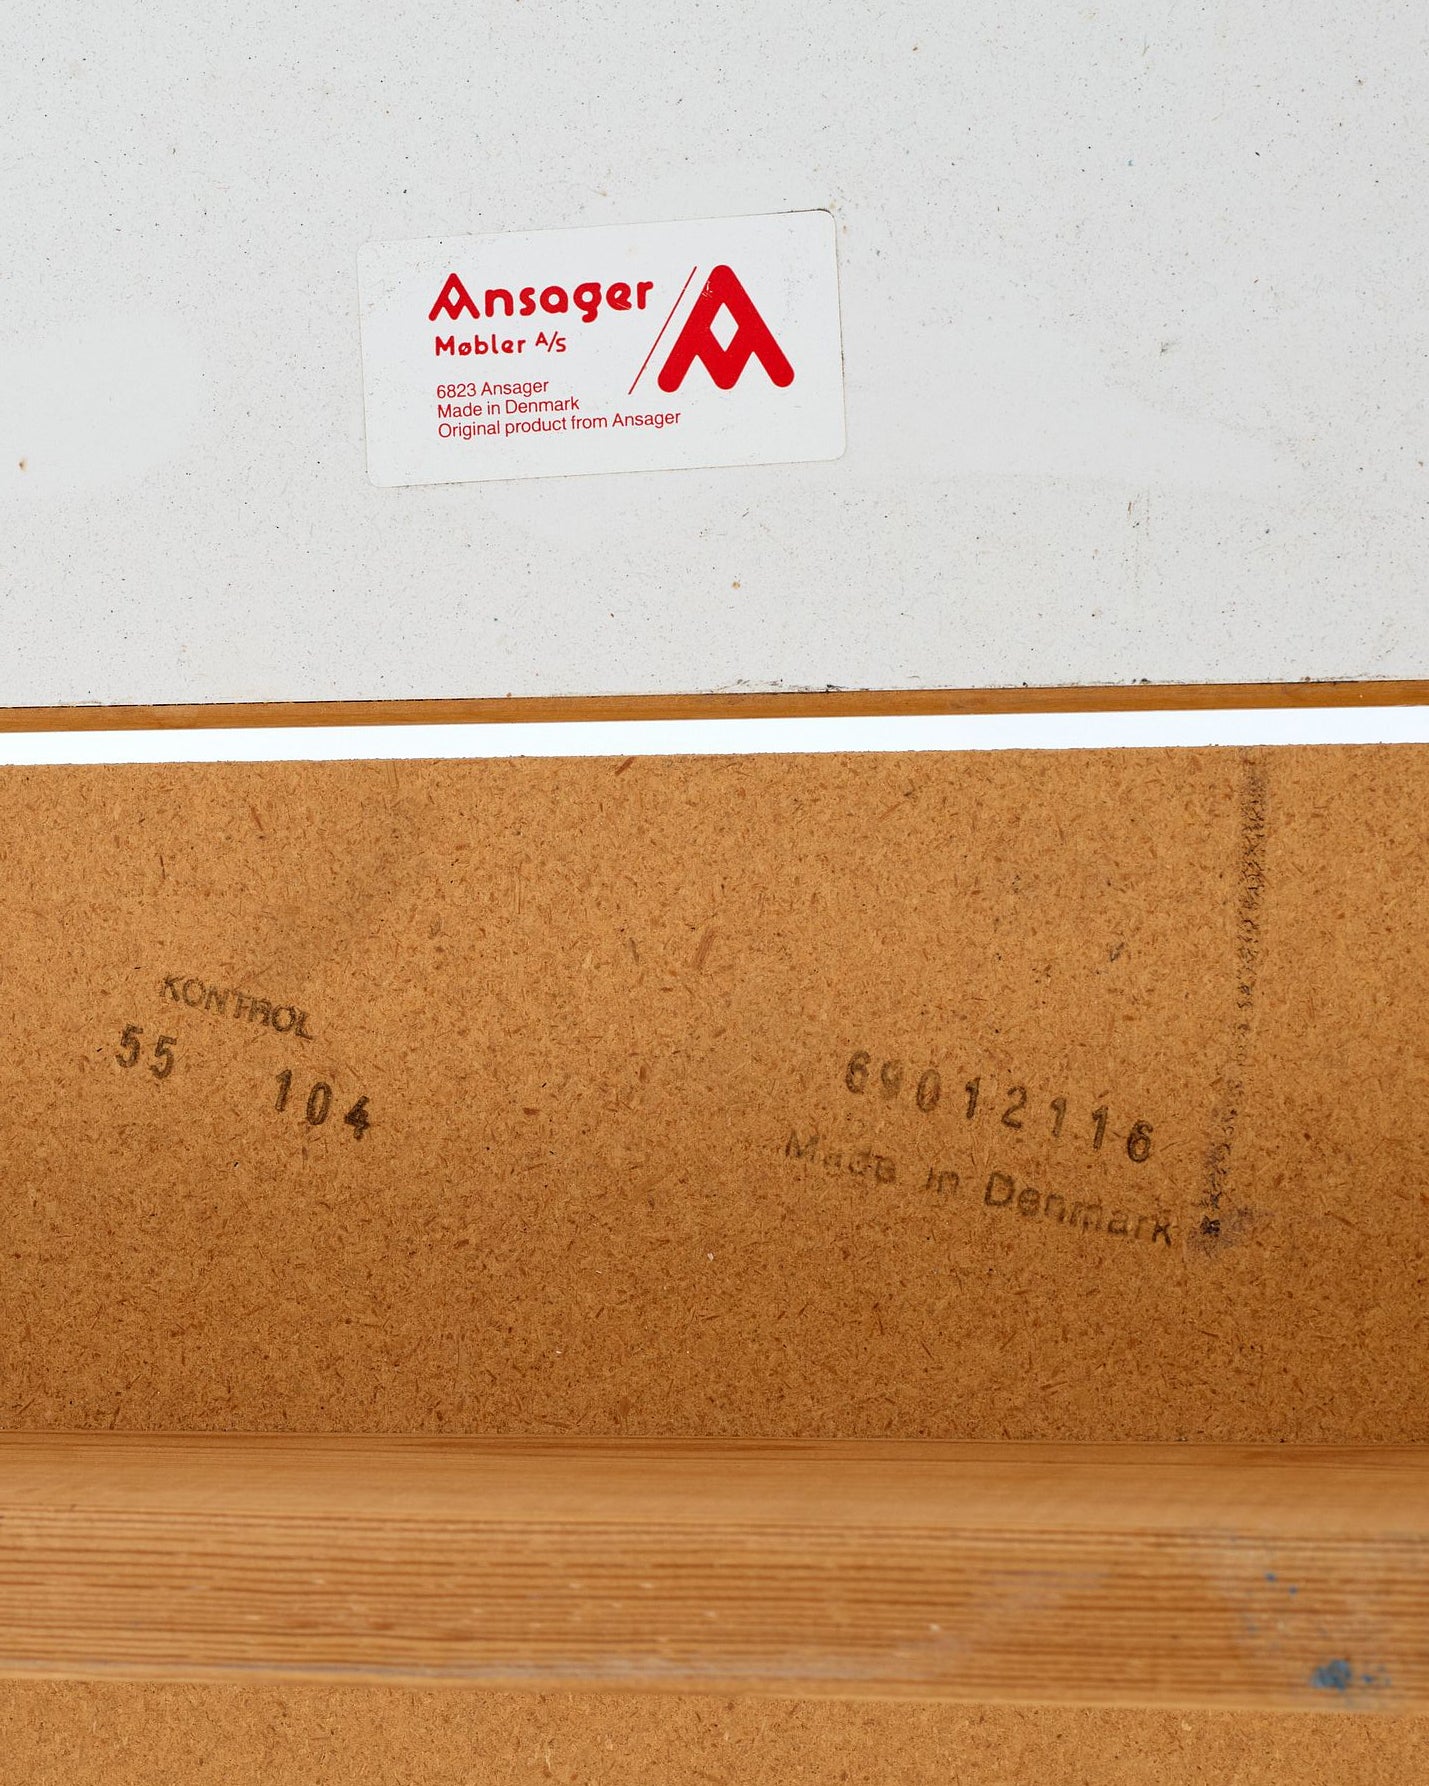 Ansager
Møbler A/S
6823 Ansager
Made in Denmark
Original product from Ansager
KONTROL
55 104
69012116
Made in Denmark